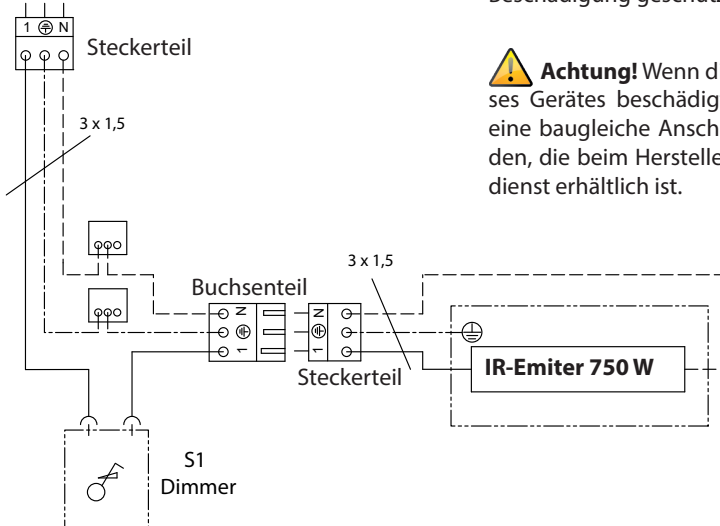 Beschädigung geschütz
1 N
Steckerteil
Achtung! Wenn d
ses Gerätes beschädig
eine baugleiche Ansch
den, die beim Herstelle
dienst erhältlich ist.
3 x 1,5
3 x 1,5
Buchsenteil
N
1
N
1
Steckerteil
IR-Emiter 750 W
S1
Dimmer